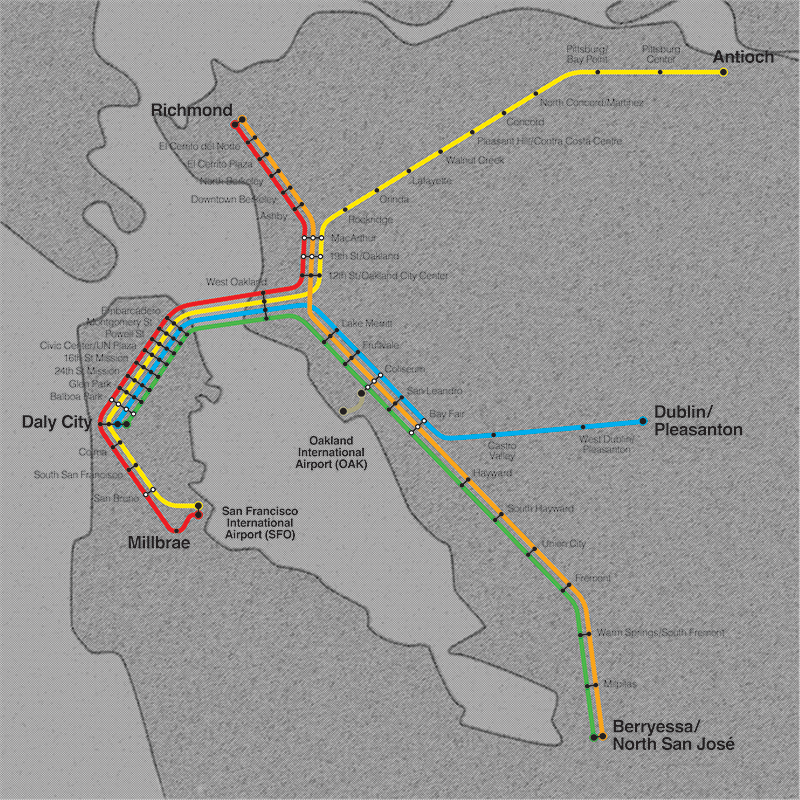 Pittsburg/
Bay Point
Pittsburg
Center
Antioch
North Concord/Martinez
Concord
Pleasant Hill/Contra Costa Centre
Walnut Creek
Lafayette
Orinda
Rockridge
Richmond
El Cerrito del Norte
El Cerrito Plaza
North Berkeley
Downtown Berkeley
Ashby
MacArthur
19th St/Oakland
12th St/Oakland City Center
West Oakland
Embarcadero
Montgomery St
Powell St
Civic Center/UN Plaza
16th St Mission
24th St Mission
Glen Park
Balboa Park
Daly City
Colma
South San Francisco
San Bruno
Millbrae
San Francisco
International
Airport (SFO)
Lake Merritt
Fruitvale
Coliseum
San Leandro
Bay Fair
Oakland
International
Airport (OAK)
Castro
Valley
West Dublin/
Pleasanton
Dublin/
Pleasanton
Hayward
South Hayward
Union City
Fremont
Warm Springs/South Fremont
Milpitas
Berryessa/
North San José